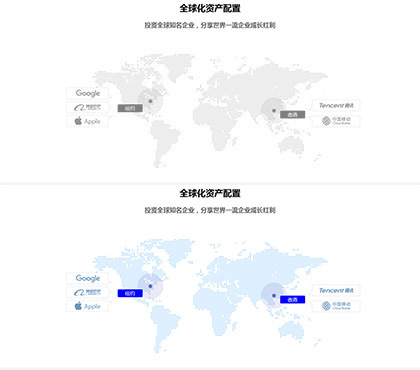 全球化资产配置
投资全球知名企业，分享世界一流企业成长红利
Google
阿里巴巴
Apple
纽约
香港
Tencent 腾讯
中国移动
China Mobile
全球化资产配置
投资全球知名企业，分享世界一流企业成长红利
Google
阿里巴巴
Apple
纽约
香港
Tencent 腾讯
中国移动
China Mobile